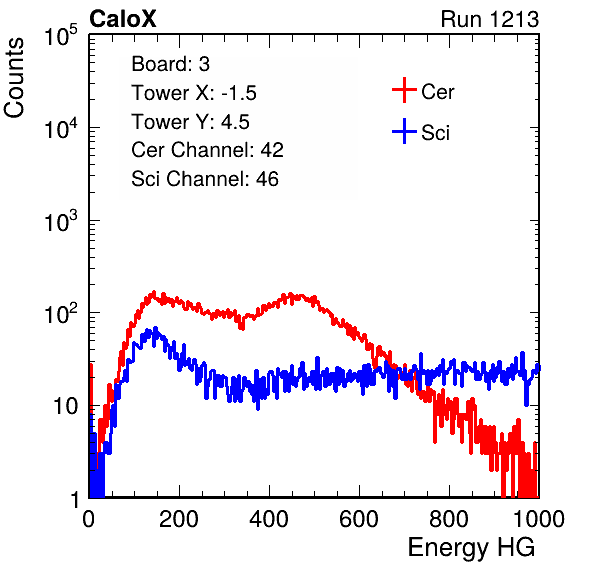 CaloX Run 1213
Counts
Board: 3
Tower X: -1.5
Tower Y: 4.5
Cer Channel: 42
Sci Channel: 46
Cer
Sci
10^5
10^4
10^3
10^2
10
1
0 200 400 600 800 1000
Energy HG